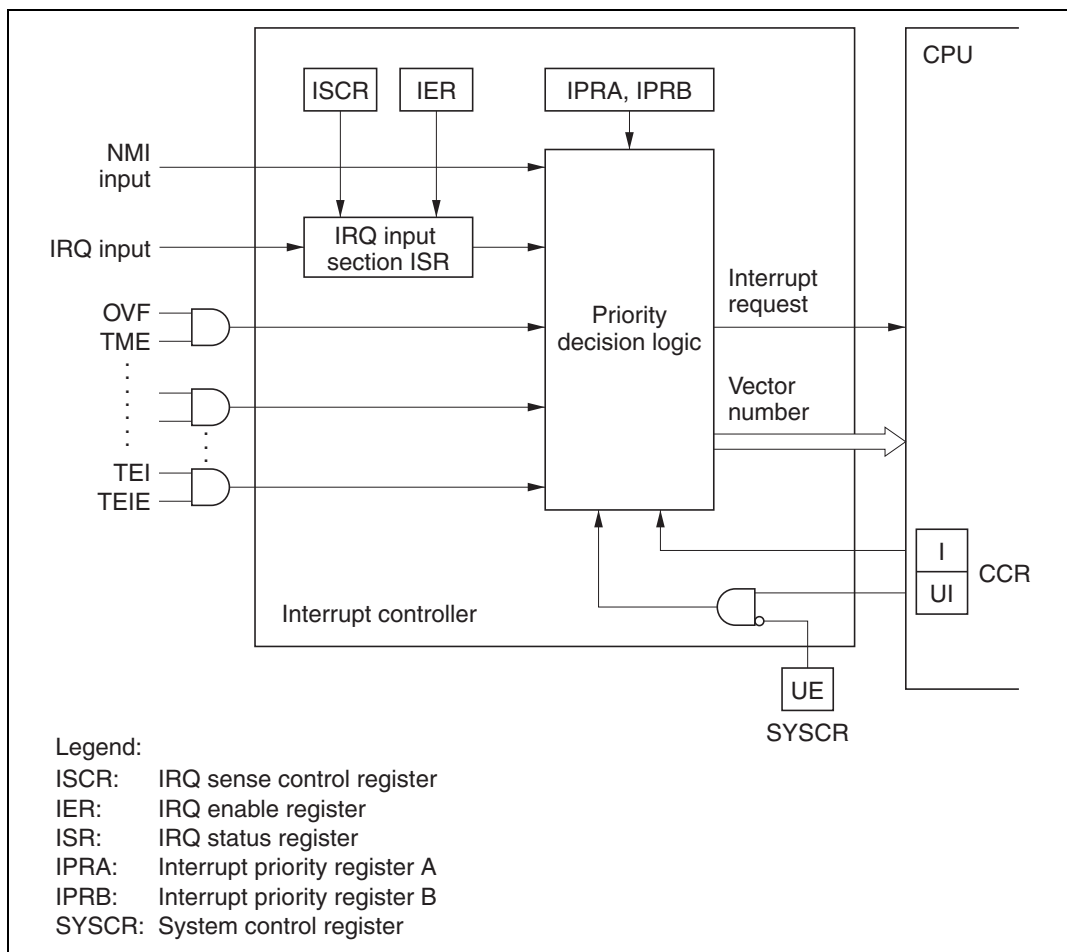 CPU
ISCR
IER
IPRA, IPRB
NMI
input
IRQ input
IRQ input
section ISR
OVF
TME
Priority
decision logic
Interrupt
request
Vector
number
TEI
TEIE
I
UI
CCR
Interrupt controller
UE
SYSCR
Legend:
ISCR: IRQ sense control register
IER: IRQ enable register
ISR: IRQ status register
IPRA: Interrupt priority register A
IPRB: Interrupt priority register B
SYSCR: System control register